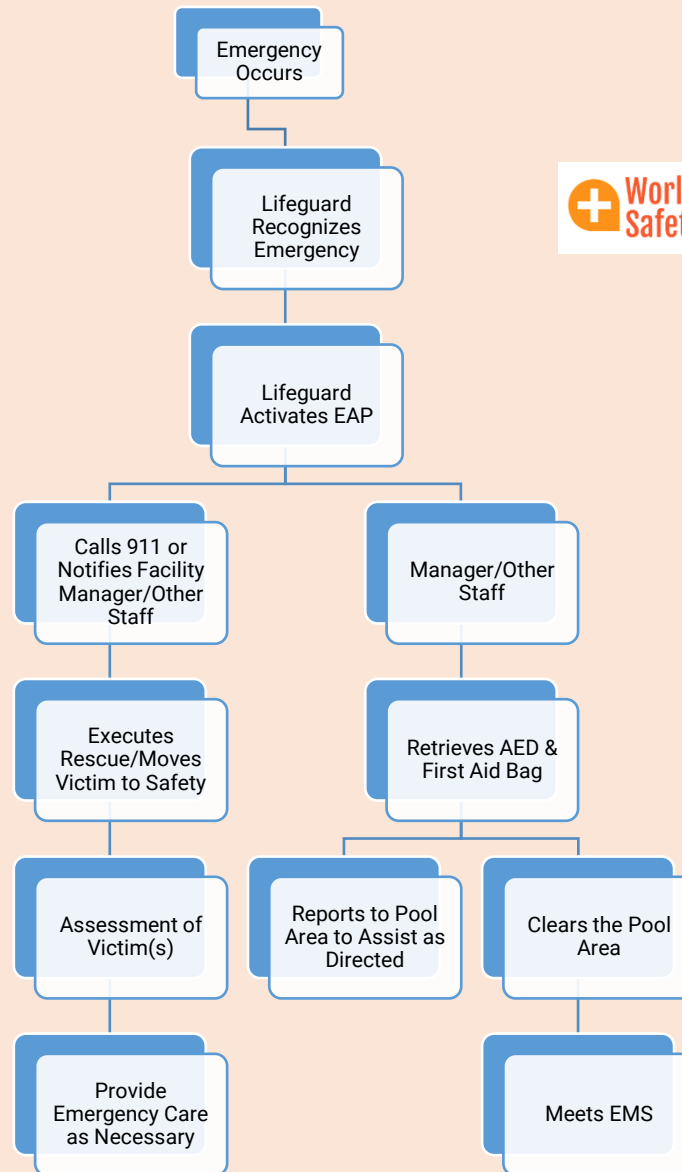 Emergency
Occurs
Lifeguard
Recognizes
Emergency
Lifeguard
Activates EAP
Calls 911 or
Notifies Facility
Manager/Other
Staff
Manager/Other
Staff
Executes
Rescue/Moves
Victim to Safety
Retrieves AED &
First Aid Bag
Assessment of
Victim(s)
Reports to Pool
Area to Assist as
Directed
Clears the Pool
Area
Provide
Emergency Care
as Necessary
Meets EMS